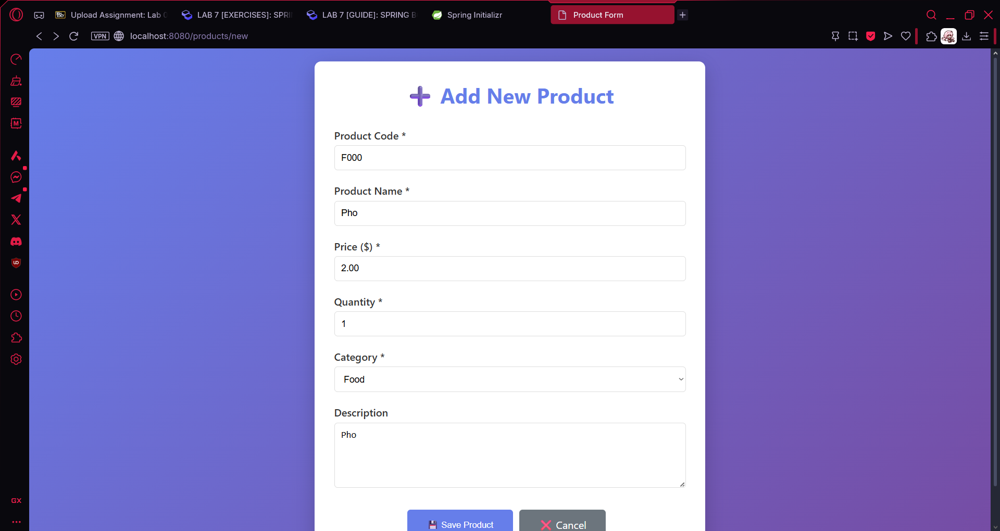 Bb Upload Assignment: Lab 0
LAB 7 [EXERCISES]: SPRI
LAB 7 [GUIDE]: SPRING B
Spring Initializr
Product Form
VPN
localhost:8080/products/new
M
GX
Add New Product
Product Code *
F000
Product Name *
Pho
Price ($) *
2.00
Quantity *
1
Category *
Food
Description
Pho
Save Product
Cancel